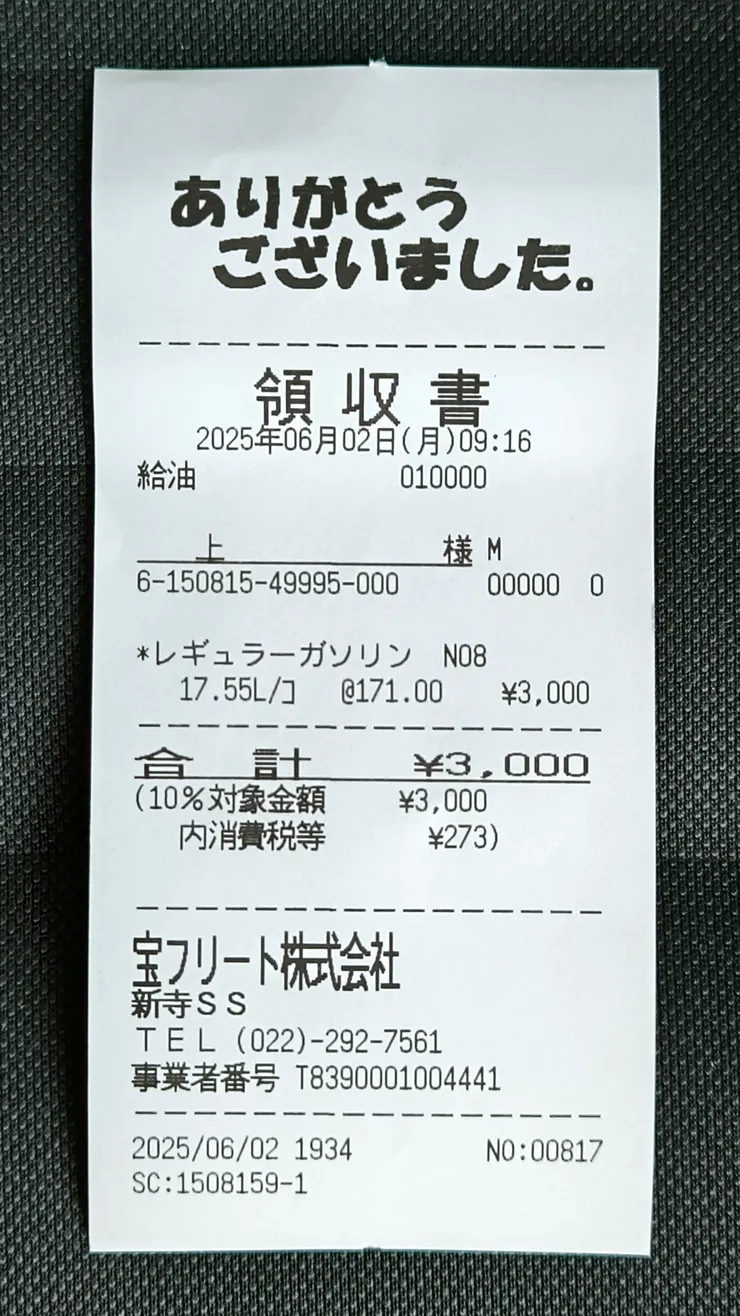 ありがとう
ございました。
領収書
2025年06月02日(月)09:16
給油 010000
上 様 M
6-150815-49995-000 00000 0
*レギュラーガソリン N08
17.55L/コ @171.00 ¥3,000
合計 ¥3,000
(10%対象金額 ¥3,000
内消費税等 ¥273)
宝フリート株式会社
新寺SS
TEL (022)-292-7561
事業者番号 T8390001004441
2025/06/02 1934 NO:00817
SC:1508159-1